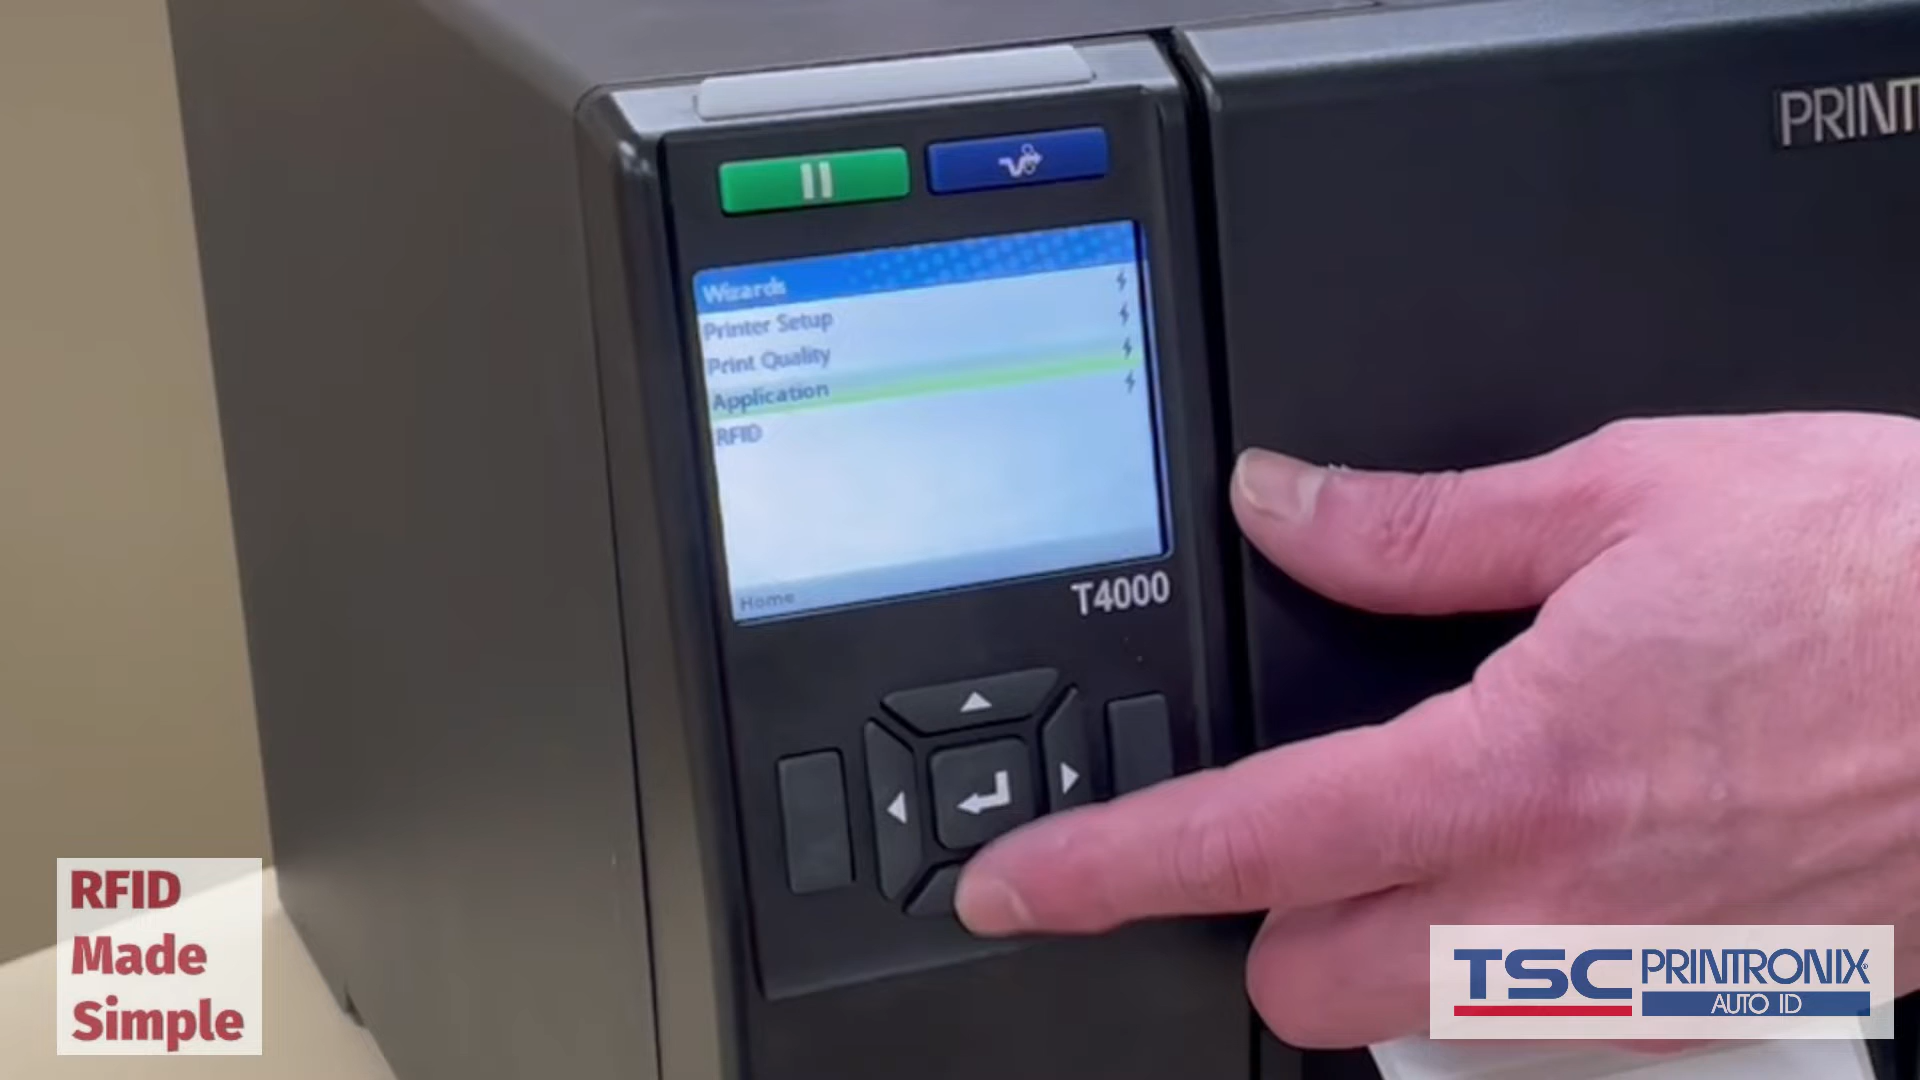 PRINT
Wizards
Printer Setup
Print Quality
Application
RFID
Home
T4000
RFID
Made
Simple
TSC PRINTRONIX
AUTO ID